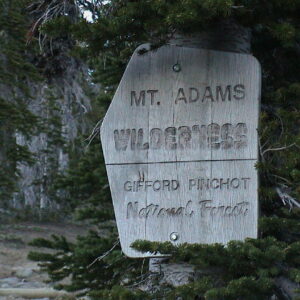 MT. ADAMS
WILDERNESS
GIFFORD PINCHOT
National Forest